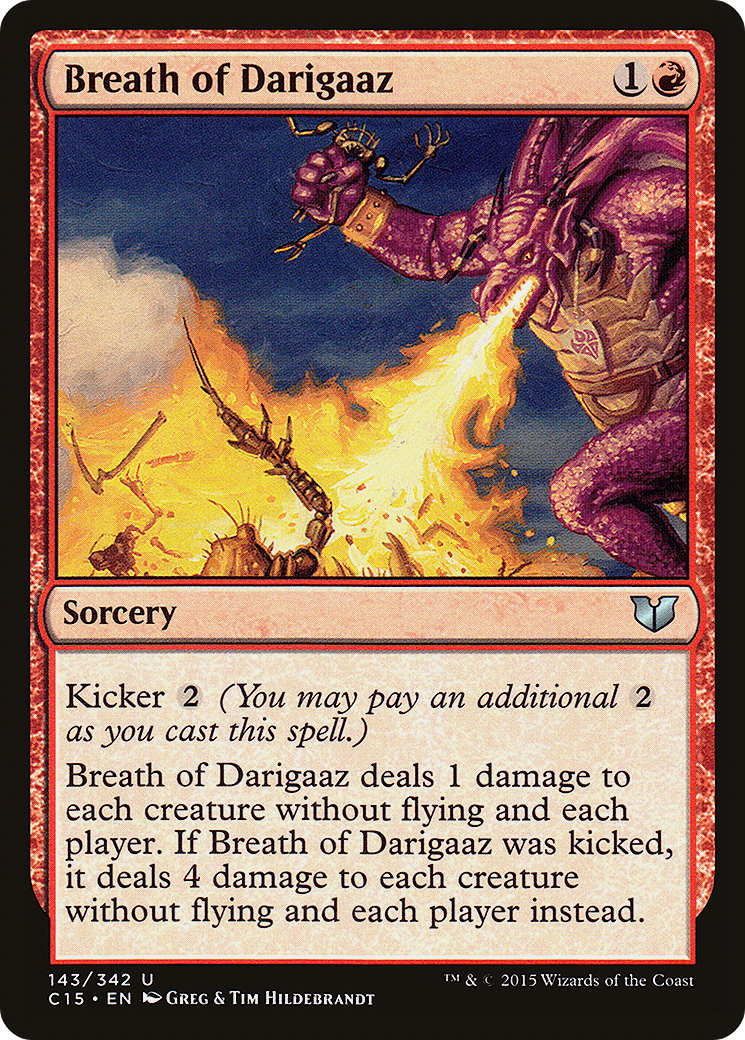 Breath of Darigaaz 1
Sorcery
Kicker 2 (You may pay an additional 2
as you cast this spell.)
Breath of Darigaaz deals 1 damage to
each creature without flying and each
player. If Breath of Darigaaz was kicked,
it deals 4 damage to each creature
without flying and each player instead.
143/342 U
™ & © 2015 Wizards of the Coast
C15 • EN Greg & Tim Hildebrandt